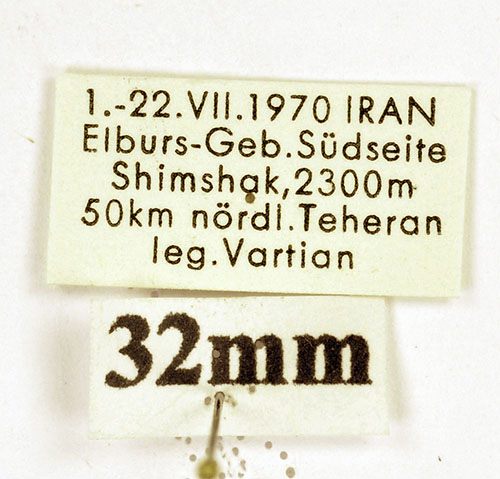 1.-22.VII.1970 IRAN
Elburs-Geb.Südseite
Shimshak,2300m
50km nördl.Teheran
leg.Vartian
32mm